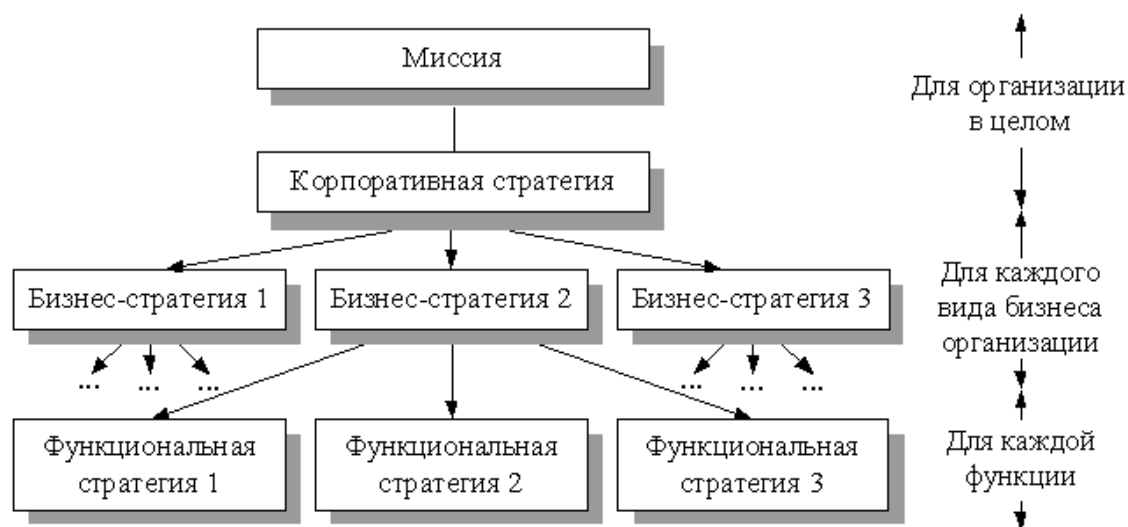 Миссия
Для организации
в целом
Корпоративная стратегия
Бизнес-стратегия 1
Бизнес-стратегия 2
Бизнес-стратегия 3
Для каждого
вида бизнеса
организации
... ... ...
... ... ...
Функциональная
стратегия 1
Функциональная
стратегия 2
Функциональная
стратегия 3
Для каждой
функции